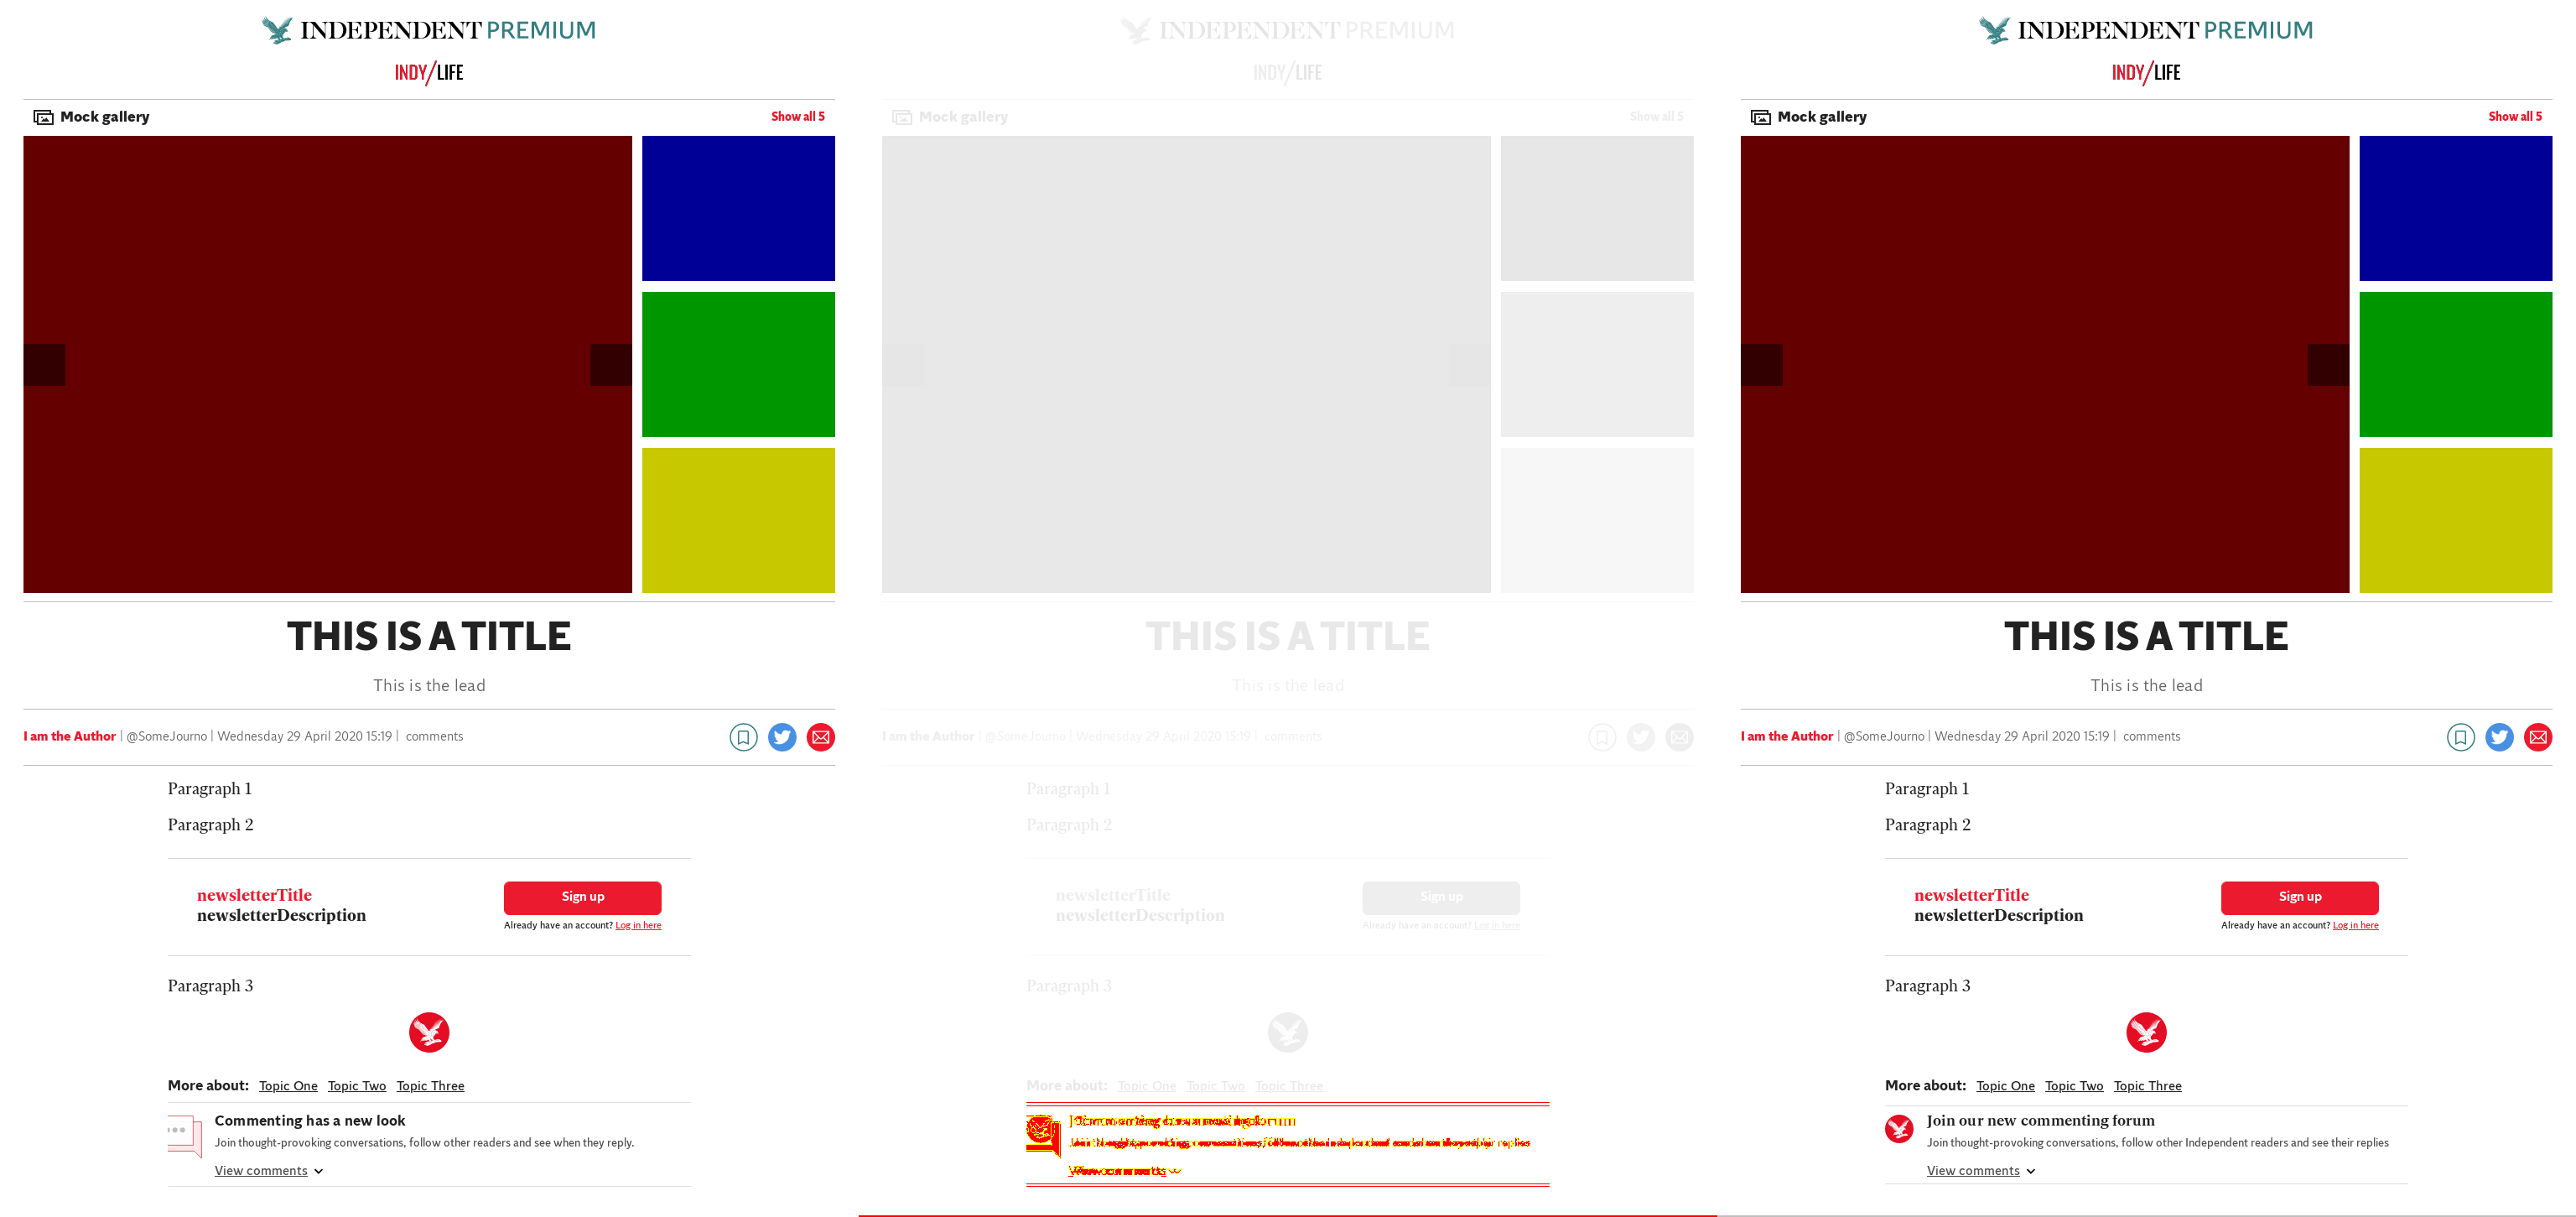 INDEPENDENT PREMIUM
INDY/LIFE
Mock gallery
Show all 5
THIS IS A TITLE
This is the lead
I am the Author | @SomeJourno | Wednesday 29 April 2020 15:19 | comments
Paragraph 1
Paragraph 2
newsletterTitle
newsletterDescription
Sign up
Already have an account? Log in here
Paragraph 3
More about: Topic One Topic Two Topic Three
Commenting has a new look
Join thought-provoking conversations, follow other readers and see when they reply.
View comments
INDEPENDENT PREMIUM
INDY/LIFE
Mock gallery
Show all 5
THIS IS A TITLE
This is the lead
I am the Author | @SomeJourno | Wednesday 29 April 2020 15:19 | comments
Paragraph 1
Paragraph 2
newsletterTitle
newsletterDescription
Sign up
Already have an account? Log in here
Paragraph 3
More about: Topic One Topic Two Topic Three
INDEPENDENT PREMIUM
INDY/LIFE
Mock gallery
Show all 5
THIS IS A TITLE
This is the lead
I am the Author | @SomeJourno | Wednesday 29 April 2020 15:19 | comments
Paragraph 1
Paragraph 2
newsletterTitle
newsletterDescription
Sign up
Already have an account? Log in here
Paragraph 3
More about: Topic One Topic Two Topic Three
Join our new commenting forum
Join thought-provoking conversations, follow other Independent readers and see their replies
View comments